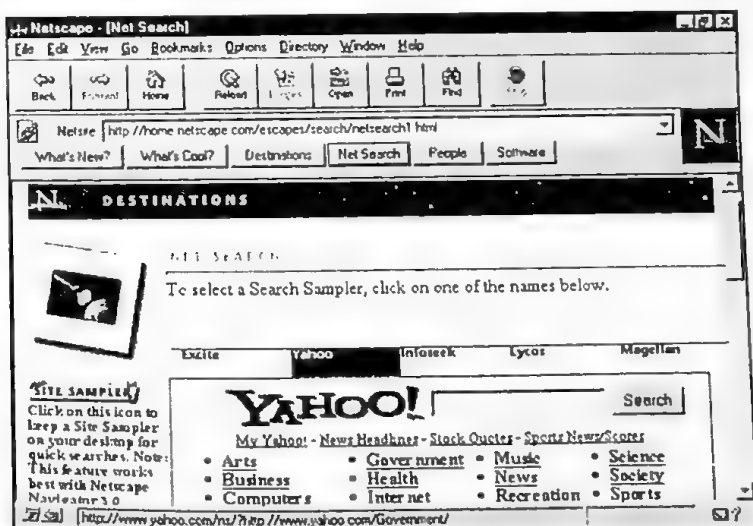 Netscape - [Net Search]
File Edit View Go Bookmarks Options Directory Window Help
Back Forward Home Reload Images Open Print Find Stop
Netsite http //home netscape com/escapes/search/netsearch1 html
What's New? What's Cool? Destinations Net Search People Software
N DESTINATIONS
NET SEARCH
To select a Search Sampler, click on one of the names below.
Excite Yahoo Infoseek Lycos Magellan
SITE SAMPLER
Click on this icon to
keep a Site Sampler
on your desktop for
quick searches. Note:
This feature works
best with Netscape
Navigator 3.0
YAHOO! Search
My Yahoo! - News Headlines - Stock Quotes - Sports News/Scores
• Arts • Government • Music • Science
• Business • Health • News • Society
• Computers • Internet • Recreation • Sports
http://www yahoo com/ns/?http //www yahoo com/Government/